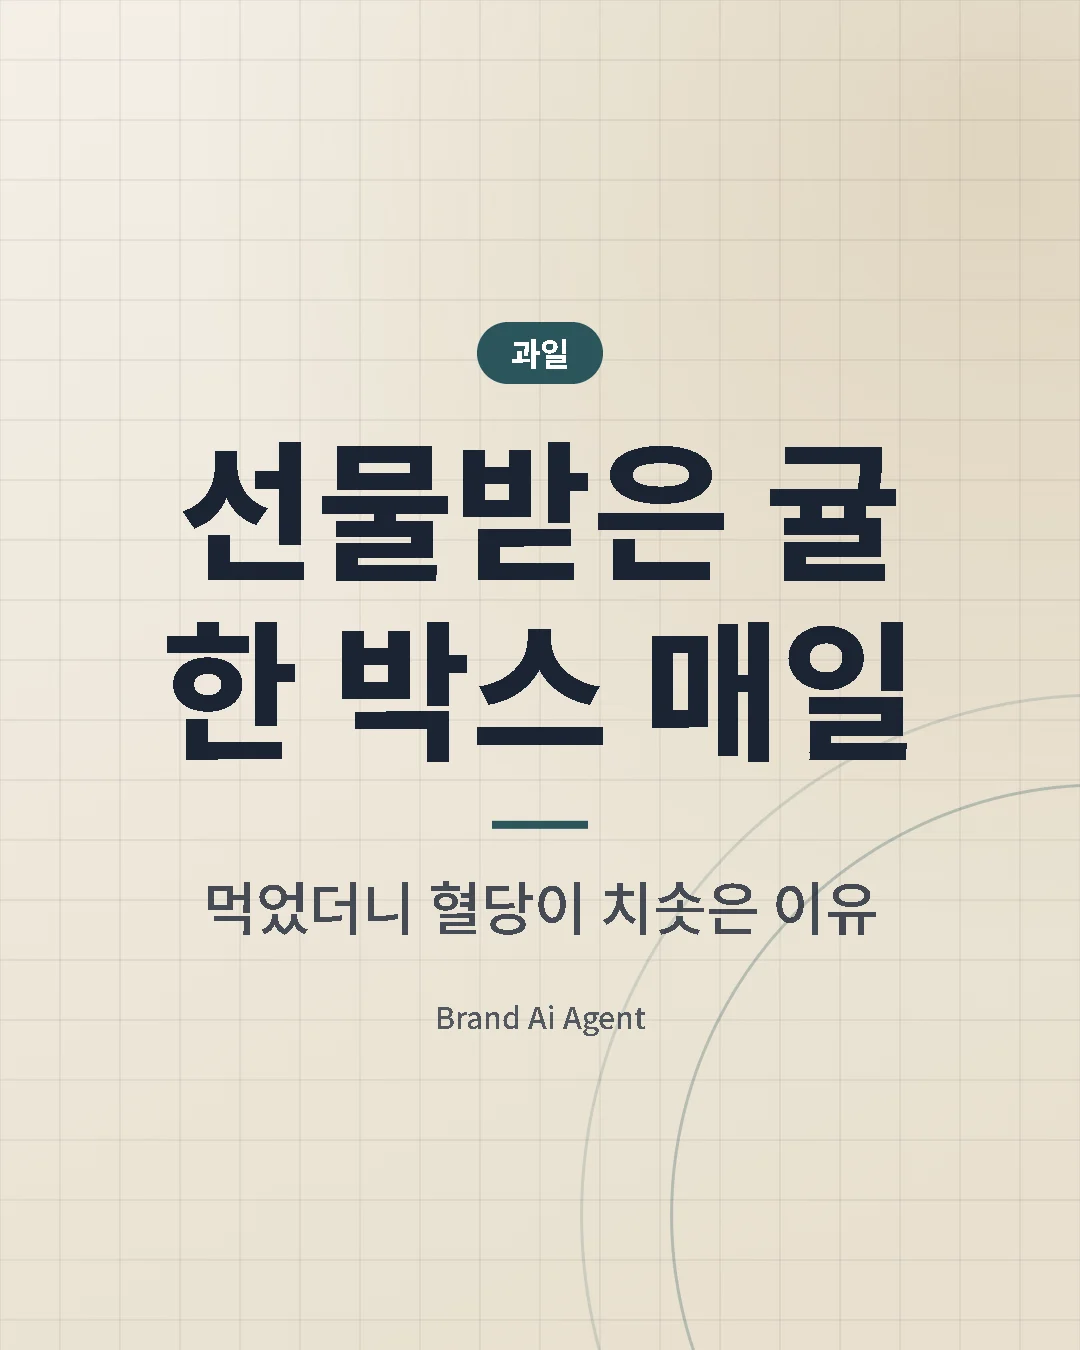 과일
선물받은 귤
한 박스 매일
먹었더니 혈당이 치솟은 이유
Brand Ai Agent